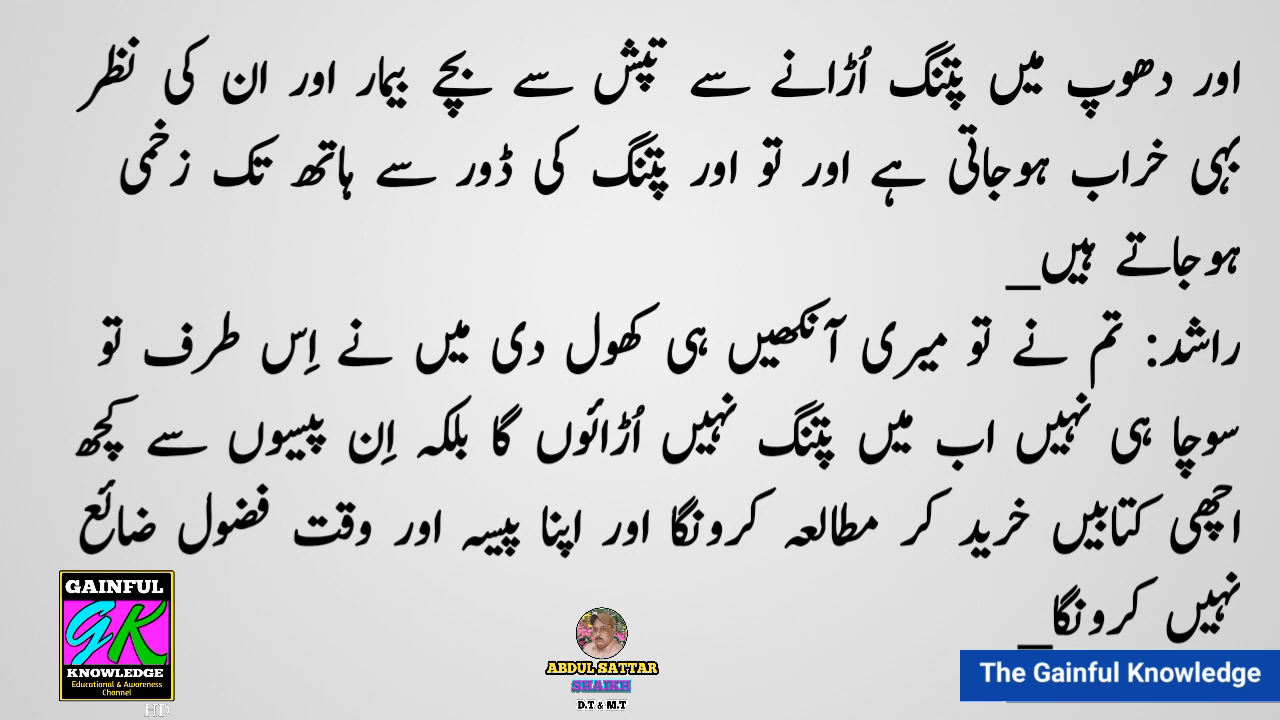 اور دھوپ میں پتنگ اُڑانے سے تپش سے بچے بیمار اور ان کی نظر
بہی خراب ہوجاتی ہے اور تو اور پتنگ کی ڈور سے ہاتھ تک زخمی
ہوجاتے ہیں_
راشد: تم نے تو میری آنکھیں ہی کھول دی میں نے اِس طرف تو
سوچا ہی نہیں اب میں پتنگ نہیں اُڑائوں گا بلکہ اِن پیسوں سے کچھ
اچھی کتابیں خرید کر مطالعہ کرونگا اور اپنا پیسہ اور وقت فضول ضائع
نہیں کرونگا_
GAINFUL
GK
KNOWLEDGE
Educational & Awareness
Channel
HD
ABDUL SATTAR
SHAIKH
D.T & M.T
The Gainful Knowledge